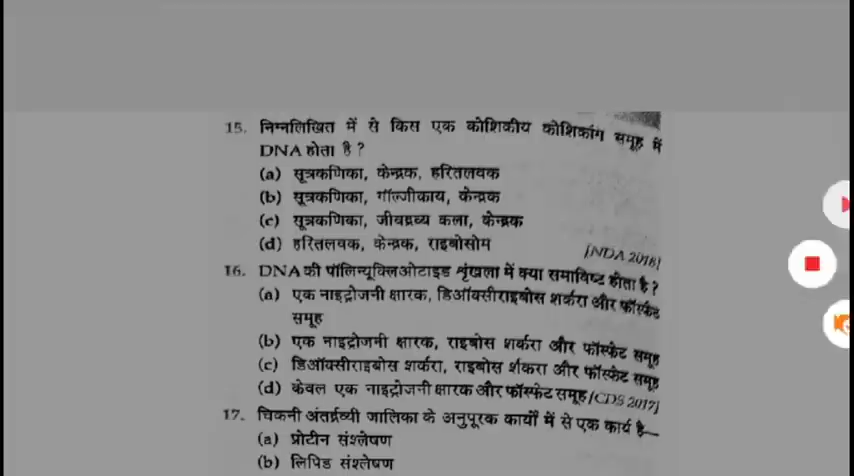 15. निम्नलिखित में से किस एक कोशिकीय कोशिकांग समूह में
DNA होता है ?
(a) सूत्रकणिका, केन्द्रक, हरितलवक
(b) सूत्रकणिका, गॉल्जीकाय, केन्द्रक
(c) सूत्रकणिका, जीवद्रव्य कला, केन्द्रक
(d) हरितलवक, केन्द्रक, राइबोसोम
[NDA 2018]
16. DNA की पॉलिन्यूक्लिओटाइड शृंखला में क्या समाविष्ट होता है ?
(a) एक नाइट्रोजनी क्षारक, डिऑक्सीराइबोस शर्करा और फॉस्फेट
समूह
(b) एक नाइट्रोजनी क्षारक, राइबोस शर्करा और फॉस्फेट समूह
(c) डिऑक्सीराइबोस शर्करा, राइबोस शर्करा और फॉस्फेट समूह
(d) केवल एक नाइट्रोजनी क्षारक और फॉस्फेट समूह [CDS 2017]
17. चिकनी अंतर्द्रव्यी जालिका के अनुपूरक कार्यों में से एक कार्य है—
(a) प्रोटीन संश्लेषण
(b) लिपिड संश्लेषण